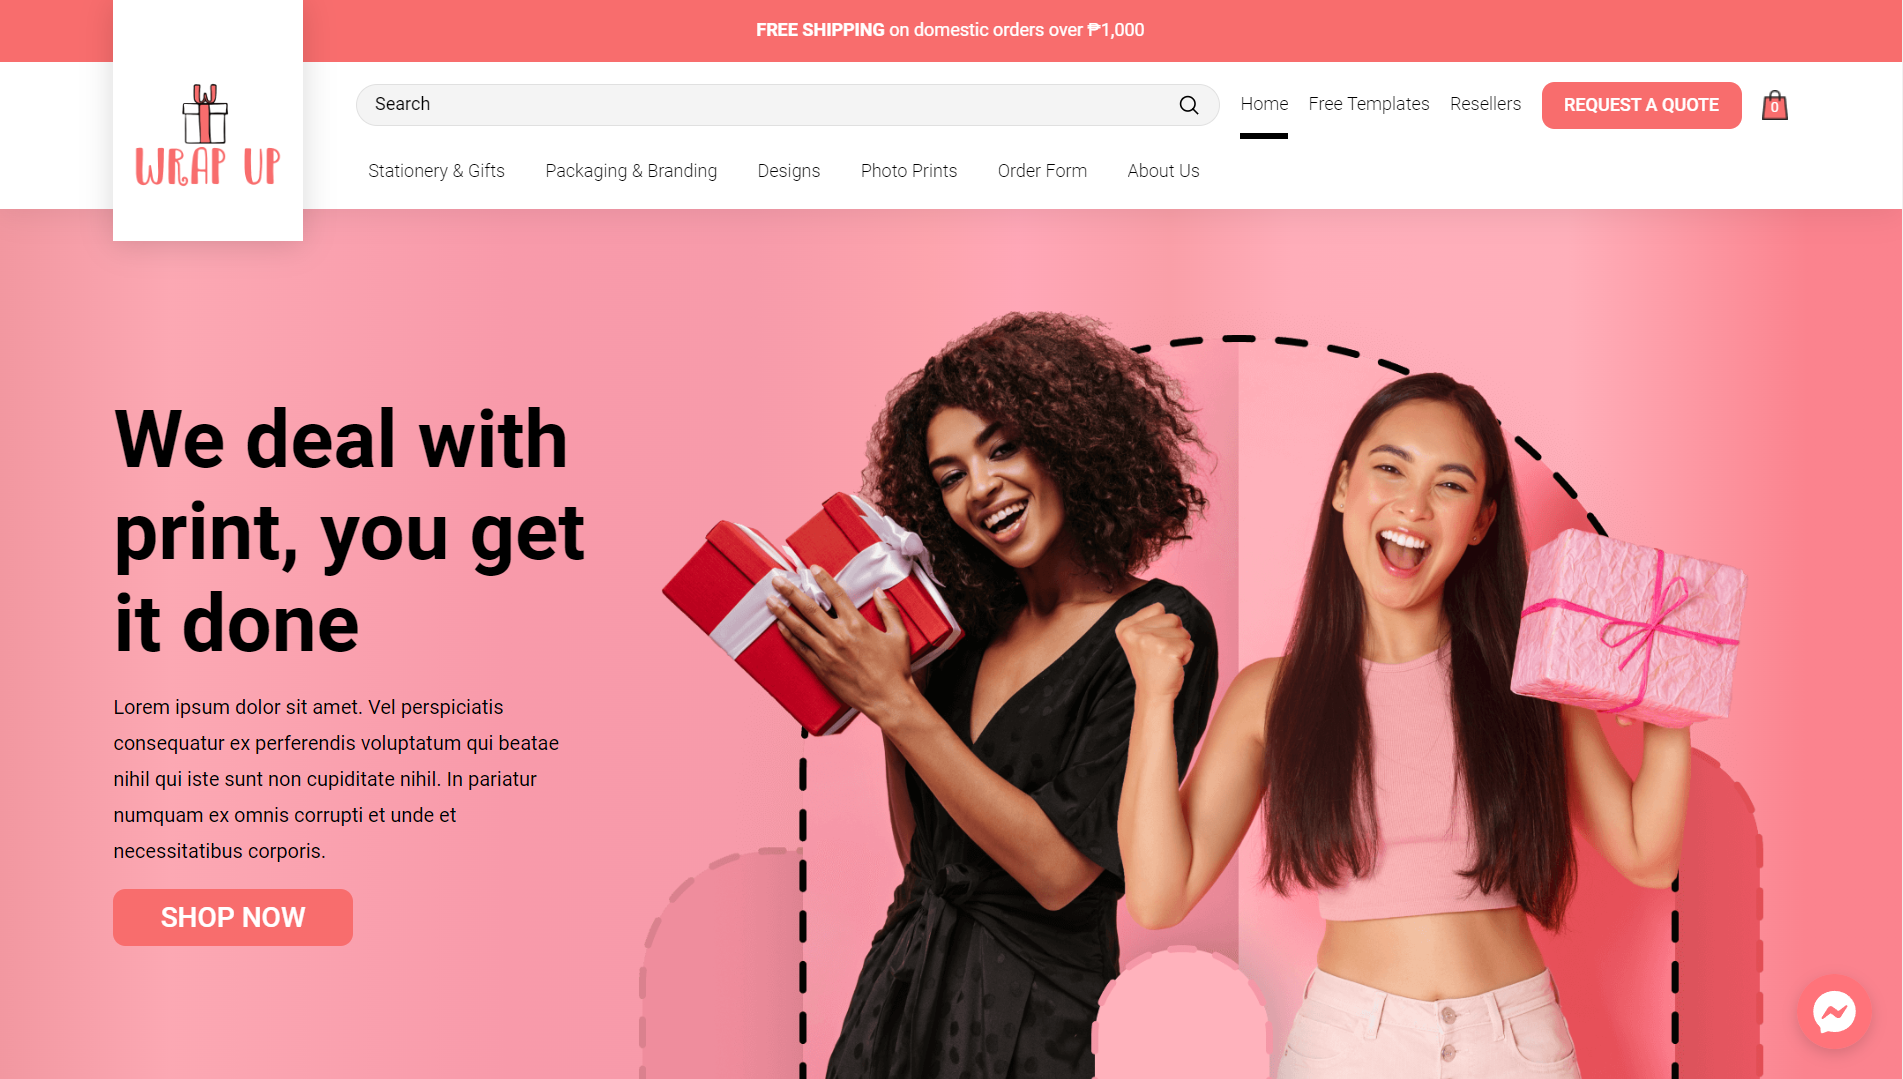 FREE SHIPPING on domestic orders over ₱1,000
WRAP UP
Search
Home
Free Templates
Resellers
REQUEST A QUOTE
0
Stationery & Gifts
Packaging & Branding
Designs
Photo Prints
Order Form
About Us
We deal with
print, you get
it done
Lorem ipsum dolor sit amet. Vel perspiciatis
consequatur ex perferendis voluptatum qui beatae
nihil qui iste sunt non cupiditate nihil. In pariatur
numquam ex omnis corrupti et unde et
necessitatibus corporis.
SHOP NOW